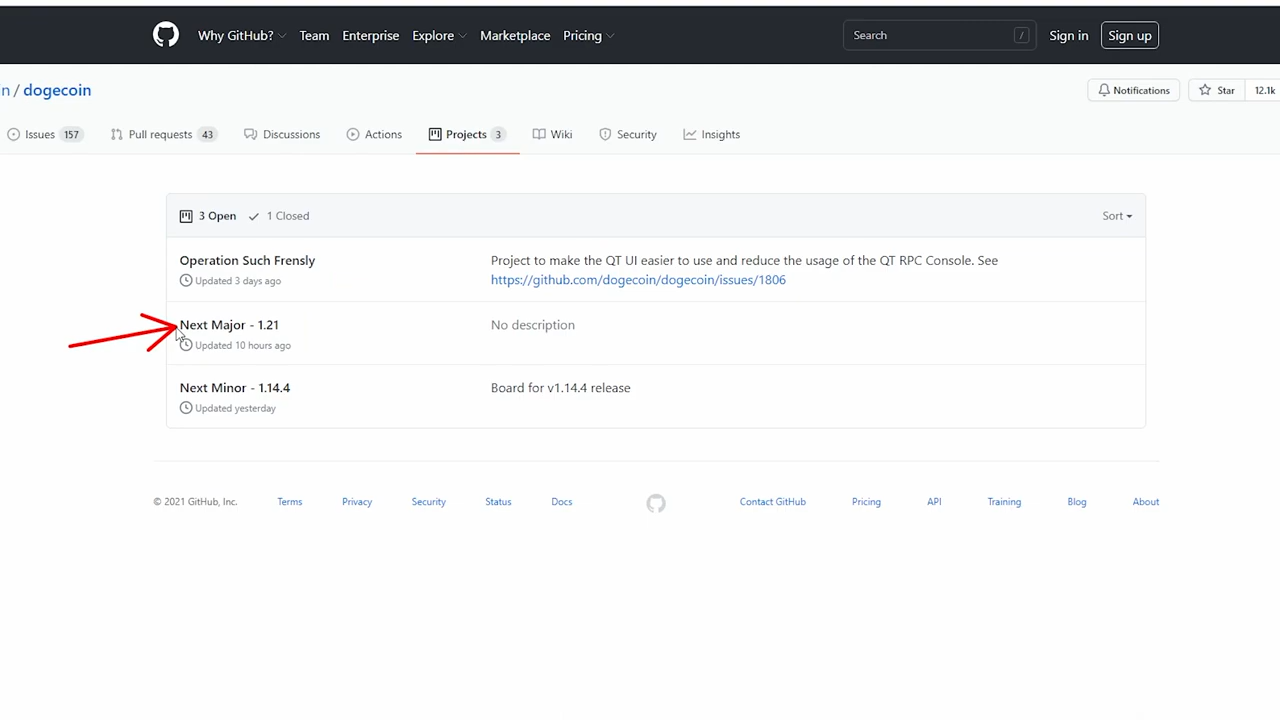 Why GitHub? Team Enterprise Explore Marketplace Pricing Search / Sign in Sign up
n / dogecoin Notifications Star 12.1k
Issues 157 Pull requests 43 Discussions Actions Projects 3 Wiki Security Insights
3 Open 1 Closed Sort
Operation Such Frensly Project to make the QT UI easier to use and reduce the usage of the QT RPC Console. See
Updated 3 days ago https://github.com/dogecoin/dogecoin/issues/1806
Next Major - 1.21 No description
Updated 10 hours ago
Next Minor - 1.14.4 Board for v1.14.4 release
Updated yesterday
© 2021 GitHub, Inc. Terms Privacy Security Status Docs Contact GitHub Pricing API Training Blog About